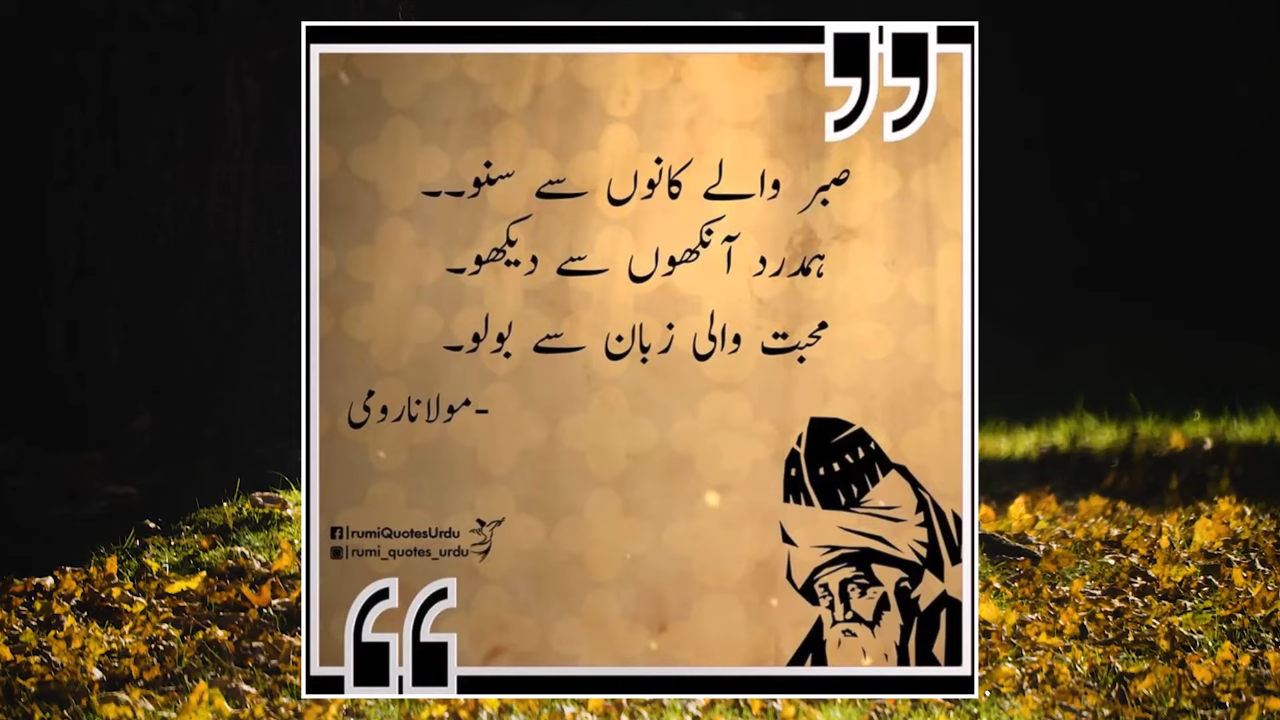 صبر والے کانوں سے سنو۔۔
ہمدرد آنکھوں سے دیکھو۔
محبت والی زبان سے بولو۔
-مولانا رومی
|rumiQuotesUrdu
|rumi_quotes_urdu